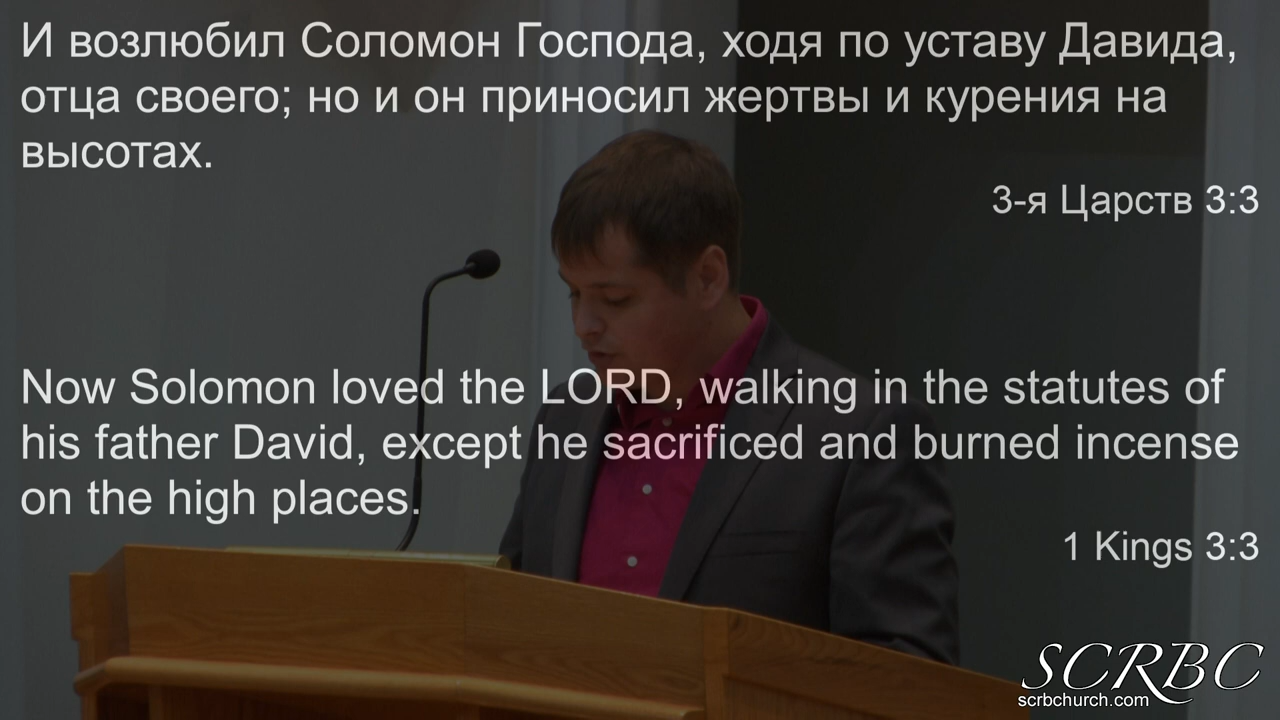 И возлюбил Соломон Господа, ходя по уставу Давида,
отца своего; но и он приносил жертвы и курения на
высотах.
3-я Царств 3:3
Now Solomon loved the LORD, walking in the statutes of
his father David, except he sacrificed and burned incense
on the high places.
1 Kings 3:3
SCRBC
scrbchurch.com